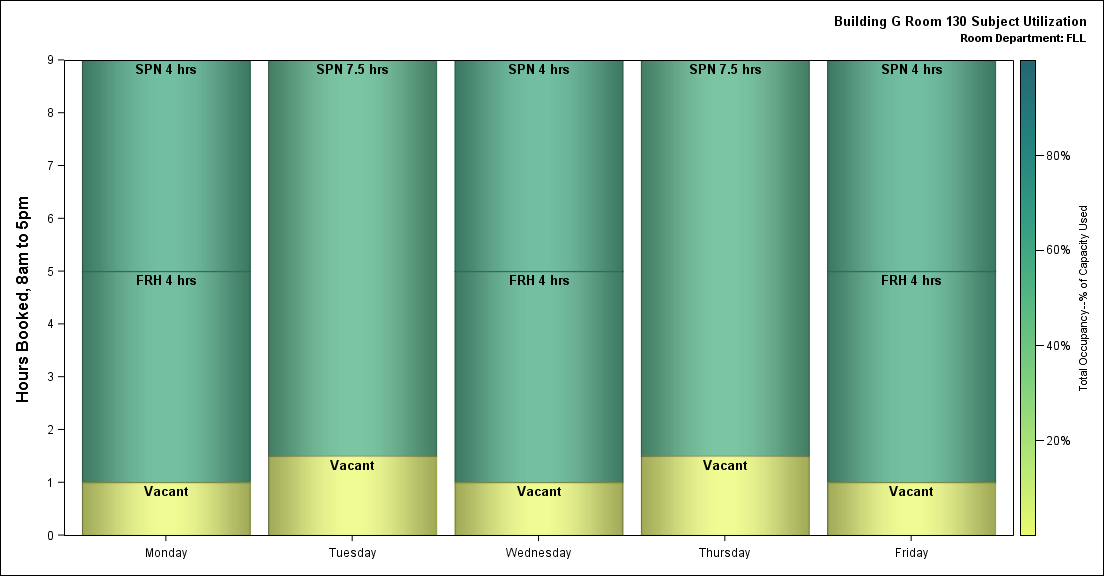 Building G Room 130 Subject Utilization
Room Department: FLL
Hours Booked, 8am to 5pm
9
8
7
6
5
4
3
2
1
0
SPN 4 hrs
FRH 4 hrs
Vacant
SPN 7.5 hrs
Vacant
SPN 4 hrs
FRH 4 hrs
Vacant
SPN 7.5 hrs
Vacant
SPN 4 hrs
FRH 4 hrs
Vacant
Monday
Tuesday
Wednesday
Thursday
Friday
80%
60%
40%
20%
Total Occupancy--% of Capacity Used